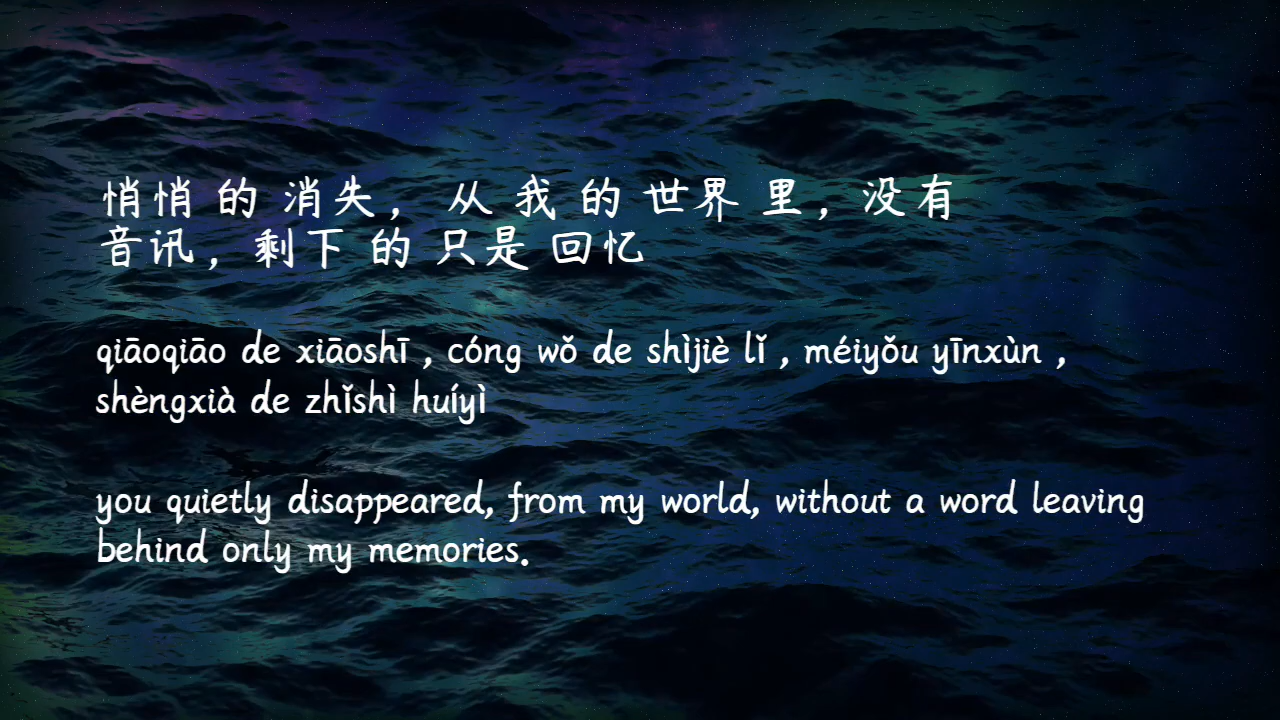 悄悄 的 消失， 从 我 的 世界 里，没有
音讯，剩下 的 只是 回忆
qiāoqiāo de xiāoshī , cóng wǒ de shìjiè lǐ , méiyǒu yīnxùn ,
shèngxià de zhǐshì huíyì
you quietly disappeared, from my world, without a word leaving
behind only my memories.